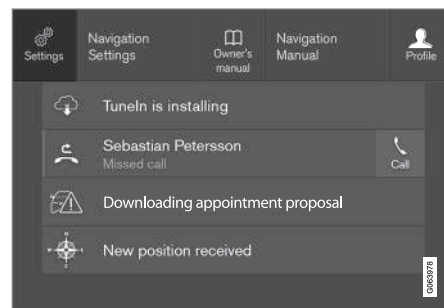 Settings
Navigation
Settings
Owner's
manual
Navigation
Manual
Profile
TuneIn is installing
Sebastian Petersson
Missed call
Call
Downloading appointment proposal
New position received
G063978